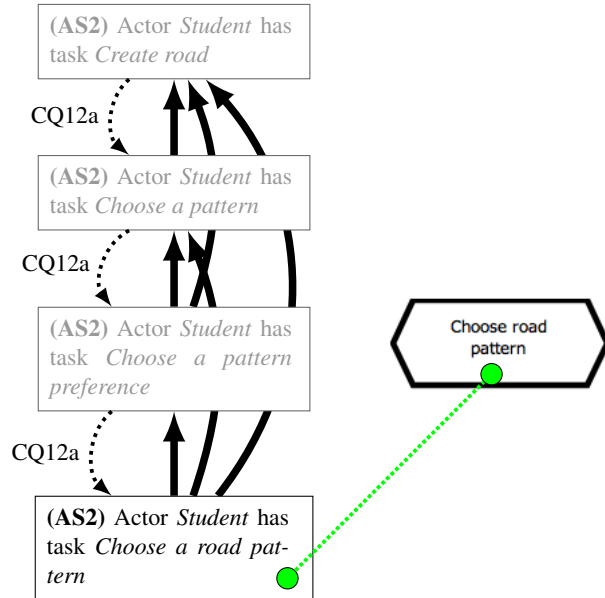 (AS2) Actor Student has
task Create road
CQ12a
(AS2) Actor Student has
task Choose a pattern
CQ12a
(AS2) Actor Student has
task Choose a pattern
preference
Choose road
pattern
CQ12a
(AS2) Actor Student has
task Choose a road pat-
tern